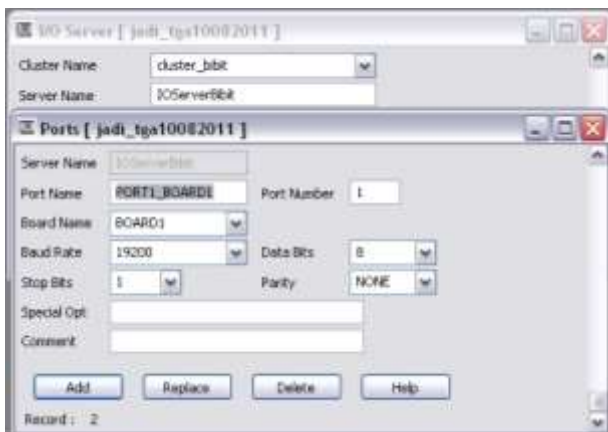 I/O Server [ jadi_tga10082011 ]
Cluster Name cluster_bibit
Server Name IOServerBibit
Ports [ jadi_tga10082011 ]
Server Name IOServerBibit
Port Name PORT1_BOARD1 Port Number 1
Board Name BOARD1
Baud Rate 19200 Data Bits 8
Stop Bits 1 Parity NONE
Special Opt
Comment
Add Replace Delete Help
Record : 2